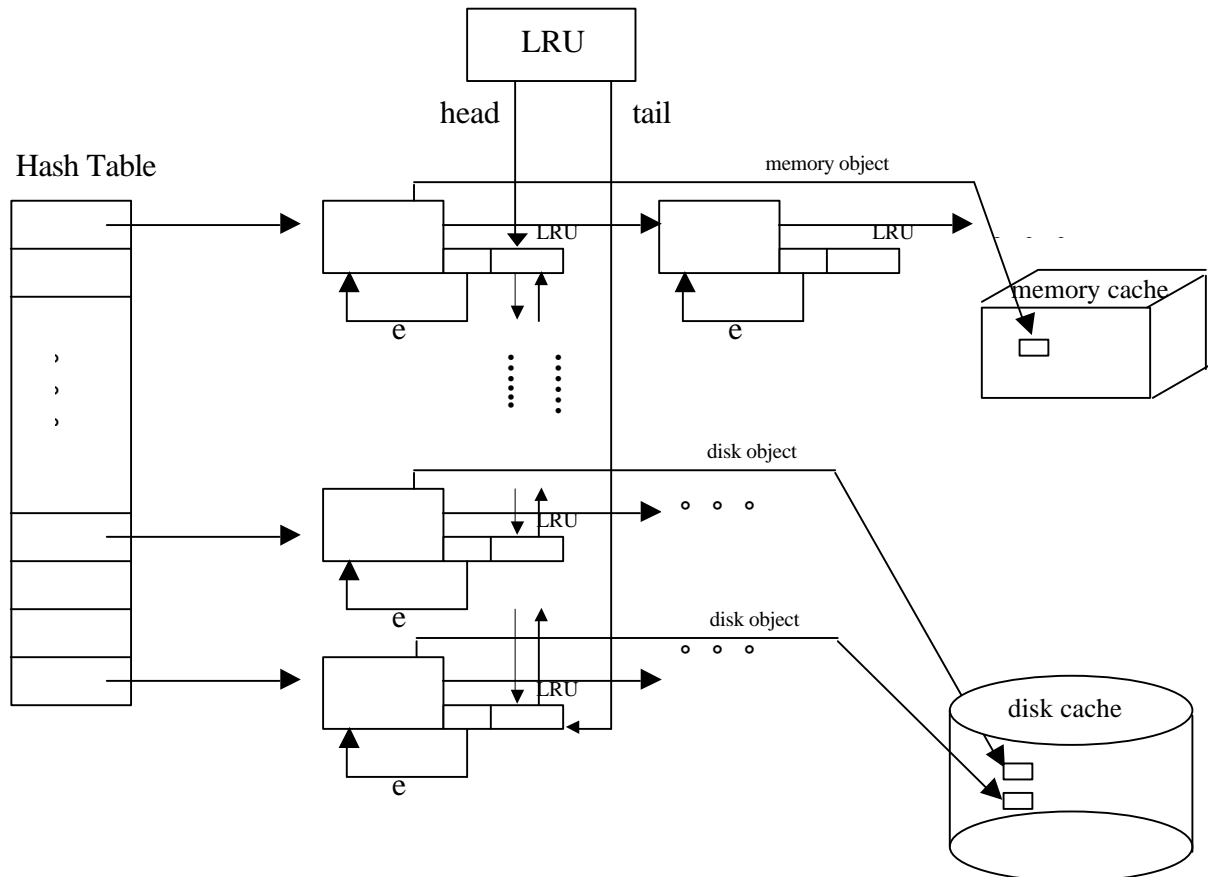 LRU
head
tail
Hash Table
memory object
LRU
LRU
memory cache
e
e
disk object
LRU
e
disk object
LRU
disk cache
e